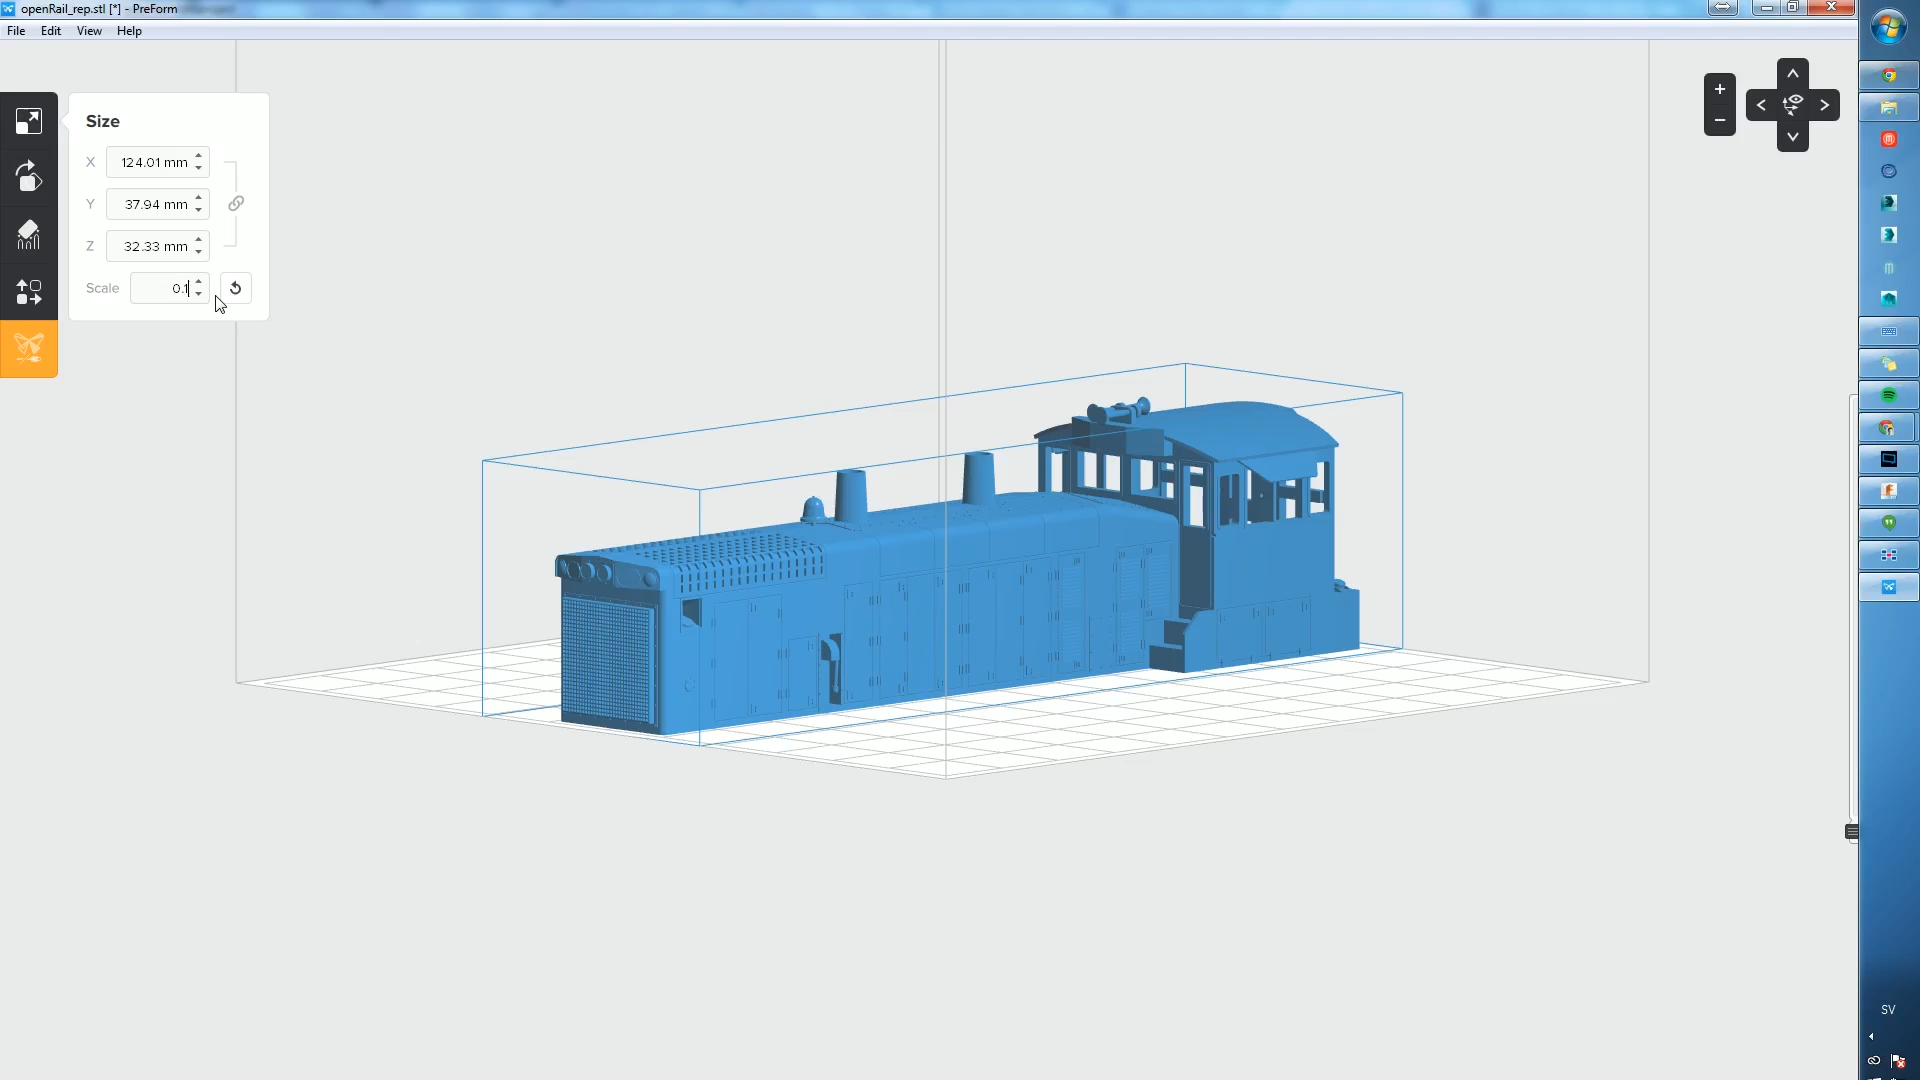 openRail_rep.stl [*] - PreForm
File Edit View Help
Size
X 124.01 mm
Y 37.94 mm
Z 32.33 mm
Scale 0.1
SV